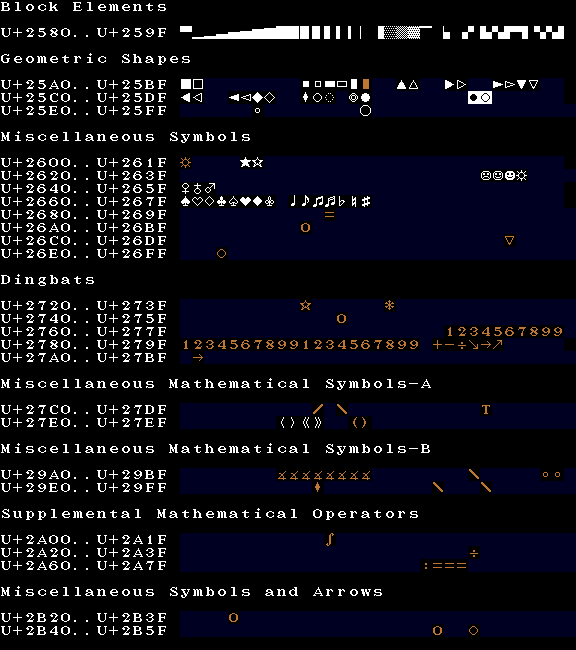 Block Elements
U+2580..U+259F ▀▁▂▃▄▅▆▇█▉▊▋▌▍▎▏▐░▒▓▔▕▖▗▘▙▚▛▜▝▞▟
Geometric Shapes
U+25A0..U+25BF ■□ ▪▫▬▭▮ ▲△ ▶▷ ►▻▼▽
U+25C0..U+25DF ◀◁ ◄◅◆◇ ♦○◌ ◎● ◘◙
U+25E0..U+25FF ◦ ◯
Miscellaneous Symbols
U+2600..U+261F ☼ ★☆
U+2620..U+263F ☹☺☻☼
U+2640..U+265F ♀♁♂
U+2660..U+267F ♠♡♢♣♤♥♦♧ ♩♪♫♬♭♮♯
U+2680..U+269F =
U+26A0..U+26BF O
U+26C0..U+26DF ▽
U+26E0..U+26FF ○
Dingbats
U+2720..U+273F ☆ ✻
U+2740..U+275F O
U+2760..U+277F 1234567899
U+2780..U+279F 12345678991234567899 +−÷↘→↗
U+27A0..U+27BF →
Miscellaneous Mathematical Symbols-A
U+27C0..U+27DF ⟋ ⟍ T
U+27E0..U+27EF ⟨⟩⟪⟫ ()
Miscellaneous Mathematical Symbols-B
U+29A0..U+29BF \ ∘∘
U+29E0..U+29FF ♦ \ \
Supplemental Mathematical Operators
U+2A00..U+2A1F ∫
U+2A20..U+2A3F ÷
U+2A60..U+2A7F :===
Miscellaneous Symbols and Arrows
U+2B20..U+2B3F O
U+2B40..U+2B5F O ○